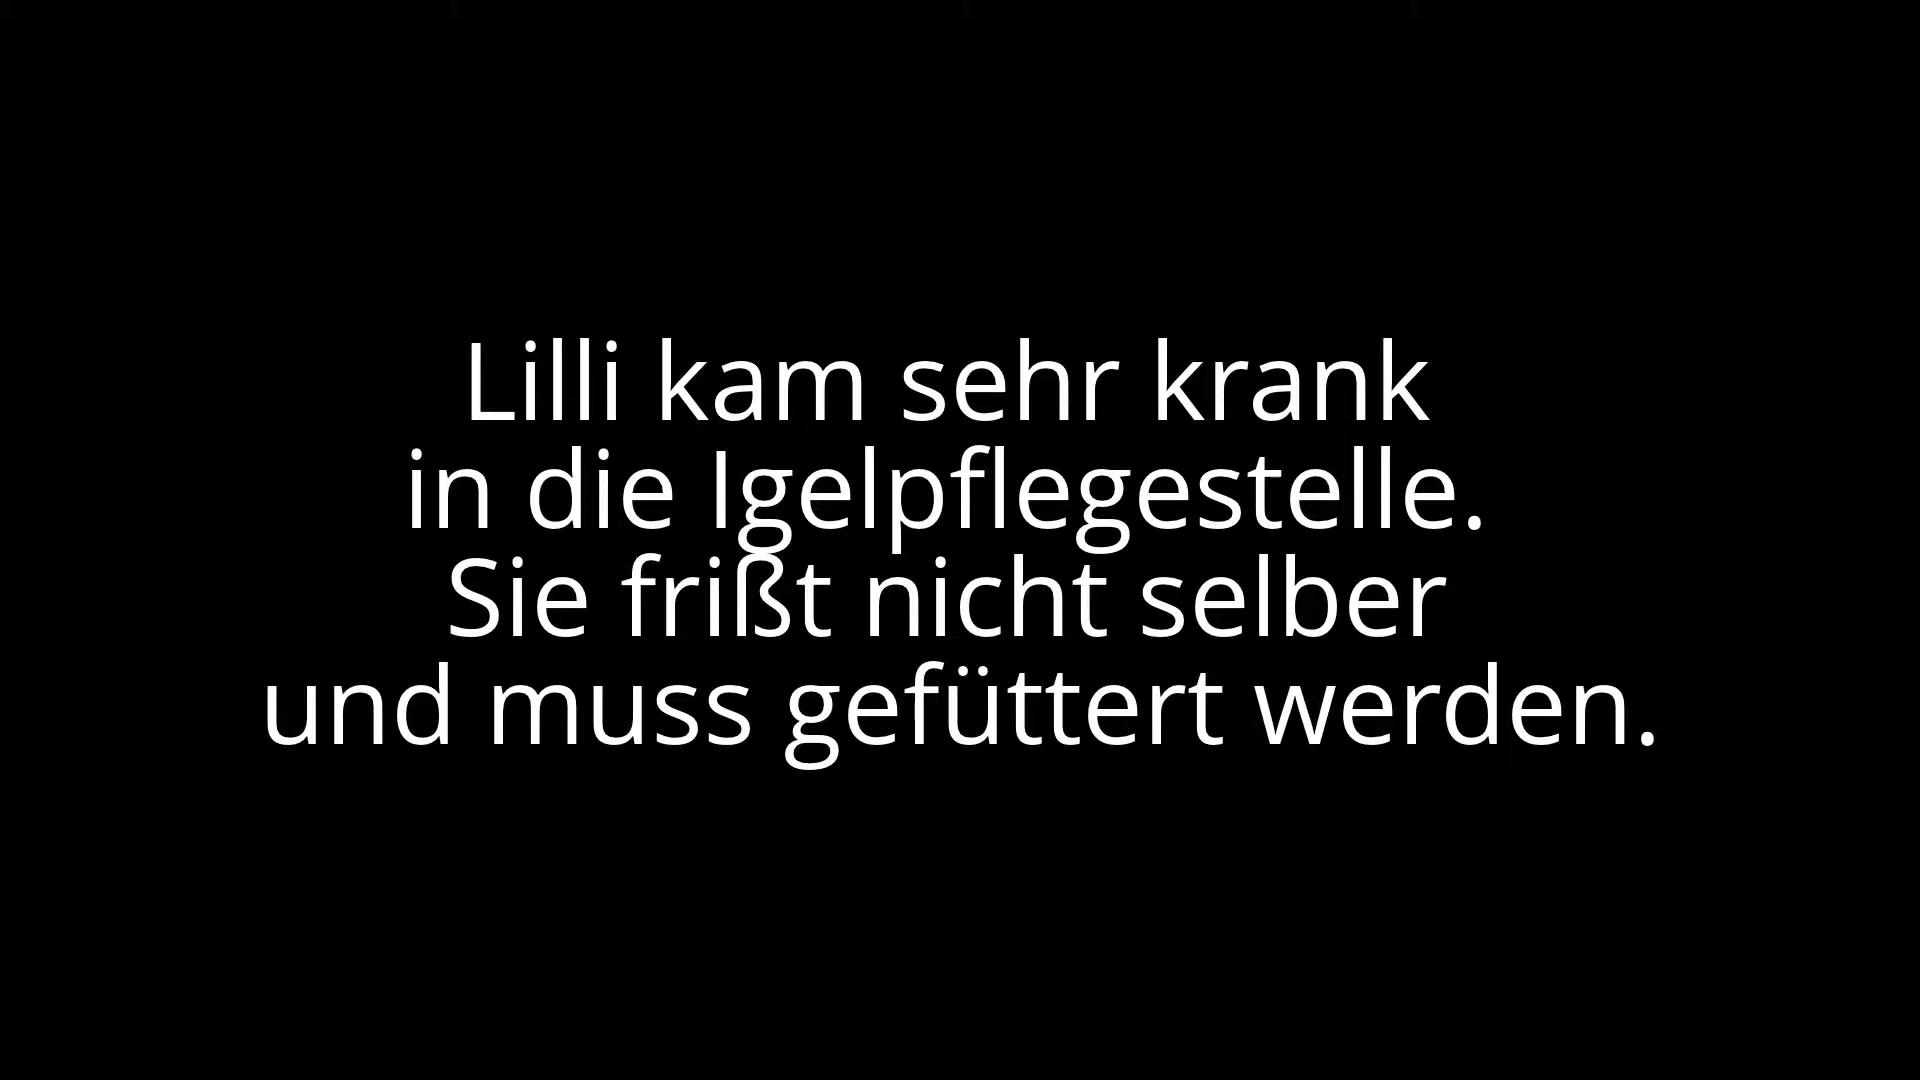 Lilli kam sehr krank
in die Igelpflegestelle.
Sie frißt nicht selber
und muss gefüttert werden.